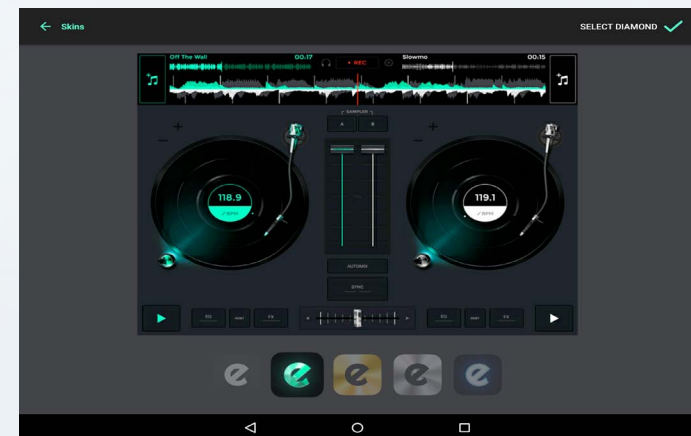 Skins
SELECT DIAMOND
Off The Wall 00.17
REC
Slowmo 00:15
SAMPLER
A B
118.9
BPM
119.1
BPM
AUTOMIX
SYNC
EQ
FX
EQ
FX